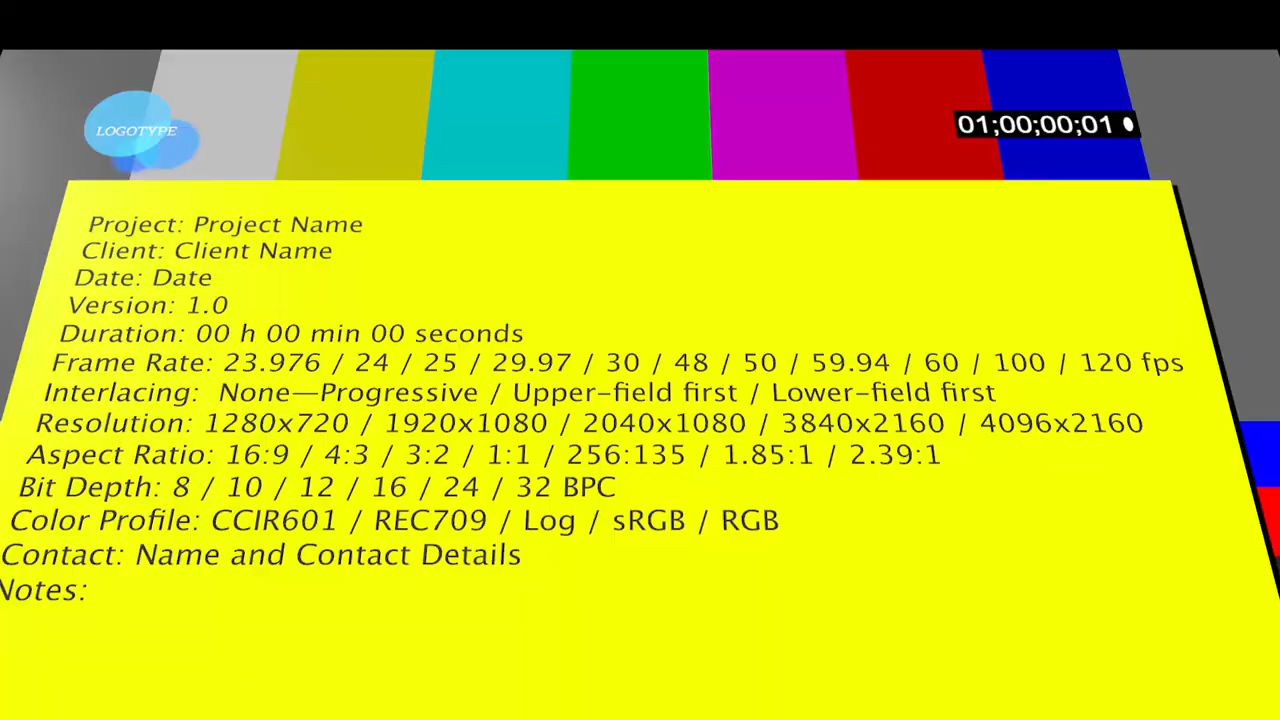 LOGOTYPE
01;00;00;01
Project: Project Name
Client: Client Name
Date: Date
Version: 1.0
Duration: 00 h 00 min 00 seconds
Frame Rate: 23.976 / 24 / 25 / 29.97 / 30 / 48 / 50 / 59.94 / 60 / 100 / 120 fps
Interlacing:  None—Progressive / Upper-field first / Lower-field first
Resolution: 1280x720 / 1920x1080 / 2040x1080 / 3840x2160 / 4096x2160
Aspect Ratio: 16:9 / 4:3 / 3:2 / 1:1 / 256:135 / 1.85:1 / 2.39:1
Bit Depth: 8 / 10 / 12 / 16 / 24 / 32 BPC
Color Profile: CCIR601 / REC709 / Log / sRGB / RGB
Contact: Name and Contact Details
Notes: